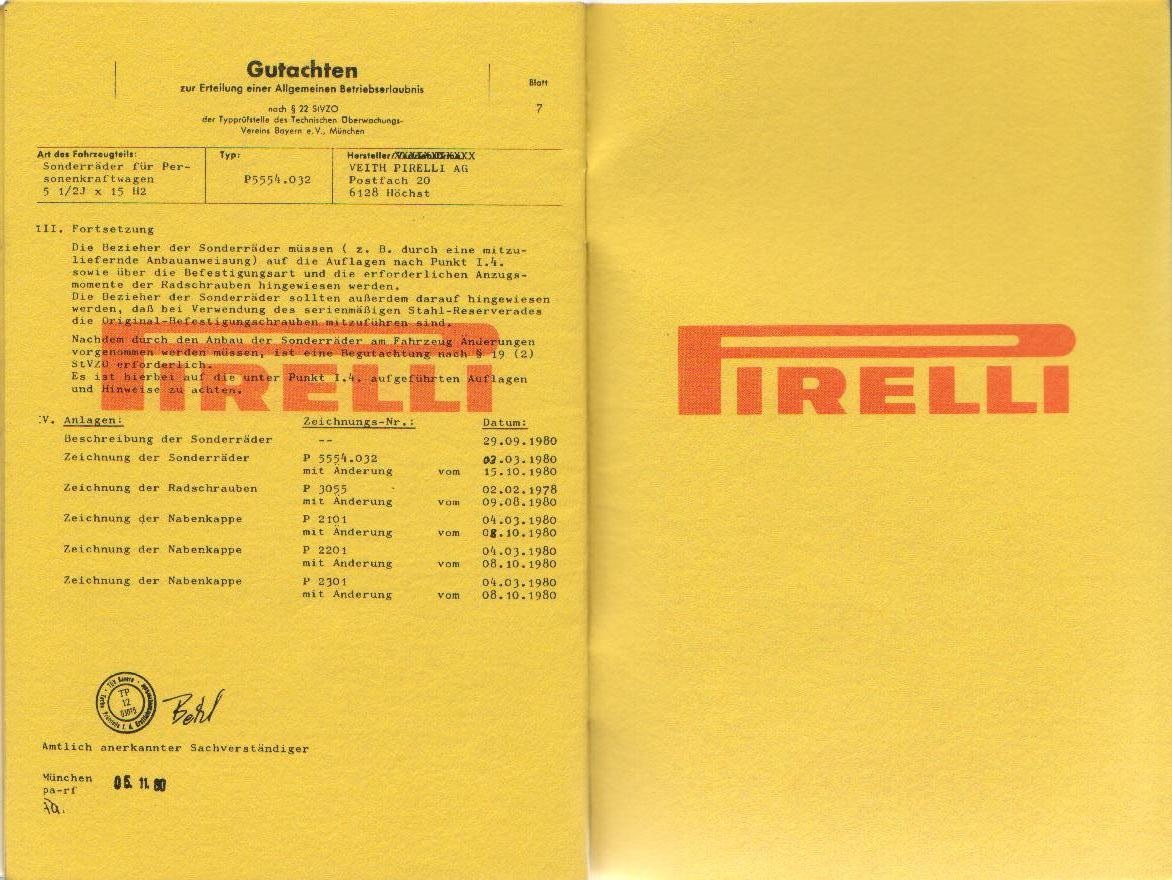 Gutachten
zur Erteilung einer Allgemeinen Betriebserlaubnis
Blatt
7
nach § 22 StVZO
der Typprüfstelle des Technischen Überwachungs-
Vereins Bayern e.V., München
Art des Fahrzeugteils:
Sonderräder für Per-
sonenkraftwagen
5 1/2J x 15 H2
Typ:
P5554.032
Hersteller/
VEITH PIRELLI AG
Postfach 20
6128 Höchst
III. Fortsetzung
Die Bezieher der Sonderräder müssen ( z. B. durch eine mitzu-
liefernde Anbauanweisung) auf die Auflagen nach Punkt I.4.
sowie über die Befestigungsart und die erforderlichen Anzugs-
momente der Radschrauben hingewiesen werden.
Die Bezieher der Sonderräder sollten außerdem darauf hingewiesen
werden, daß bei Verwendung des serienmäßigen Stahl-Reserverades
die Original-Befestigungschrauben mitzuführen sind.
Nachdem durch den Anbau der Sonderräder am Fahrzeug Änderungen
vorgenommen werden müssen, ist eine Begutachtung nach § 19 (2)
StVZO erforderlich.
Es ist hierbei auf die unter Punkt I.4. aufgeführten Auflagen
und Hinweise zu achten.
PIRELLI
V. Anlagen: Zeichnungs-Nr.: Datum:
Beschreibung der Sonderräder -- 29.09.1980
Zeichnung der Sonderräder P 5554.032 03.03.1980
mit Änderung vom 15.10.1980
Zeichnung der Radschrauben P 3055 02.02.1978
mit Änderung vom 09.08.1980
Zeichnung der Nabenkappe P 2101 04.03.1980
mit Änderung vom 08.10.1980
Zeichnung der Nabenkappe P 2201 04.03.1980
mit Änderung vom 08.10.1980
Zeichnung der Nabenkappe P 2301 04.03.1980
mit Änderung vom 08.10.1980
TP
12
Amtlich anerkannter Sachverständiger
München 05. 11. 80
pa-rf
PIRELLI